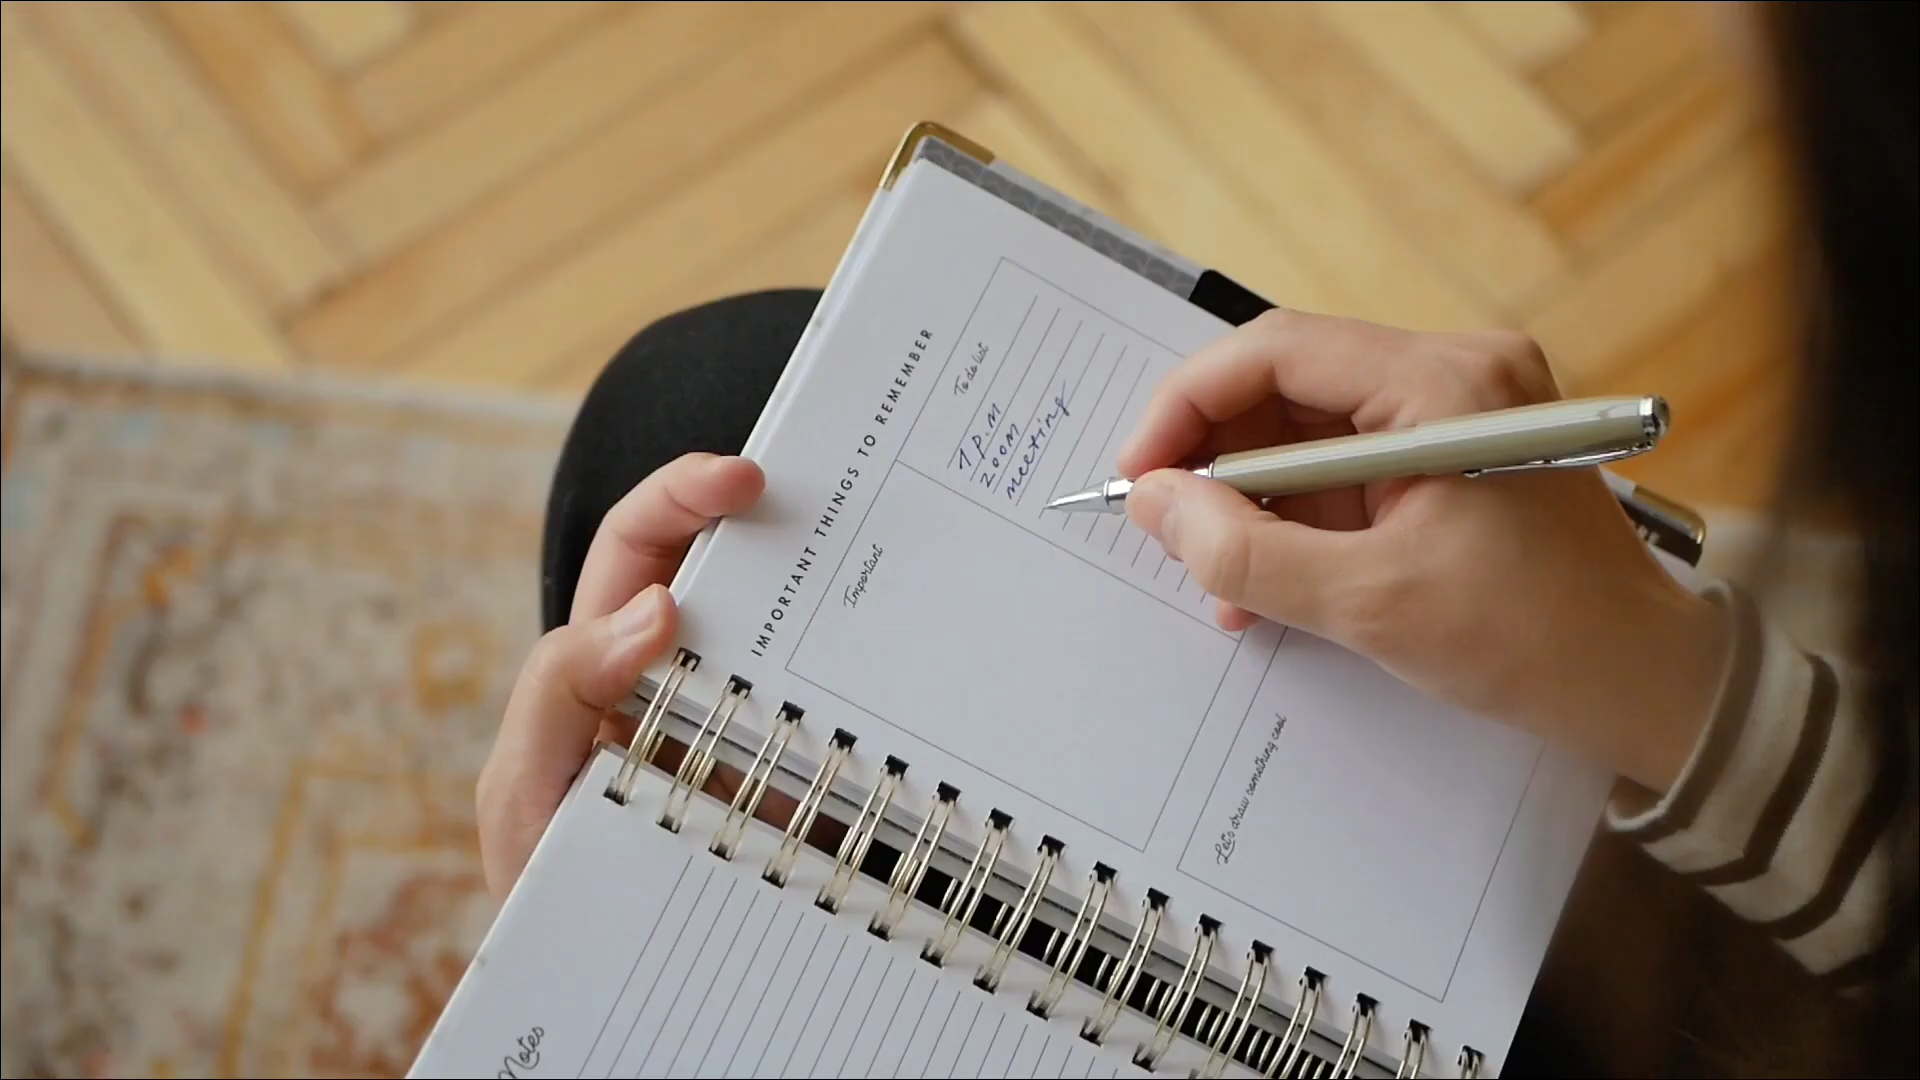 IMPORTANT THINGS TO REMEMBER
To do list
1 P.M
ZOOM
meeting
Important
Let's draw something cool
Notes